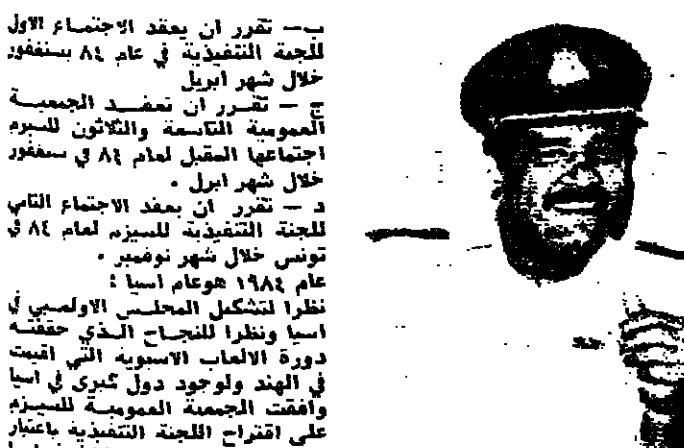 ب — تقرر ان يعقد الاجتماع الاول
للجنة التنفيذية في عام ٨٤ بسنغفور
خلال شهر ابريل
ج — تقرر ان تعقد الجمعية
العمومية التاسعة والثلاثون للسيزم
اجتماعها المقبل لعام ٨٤ في سنغفور
خلال شهر ابرل .
د — تقرر ان يعقد الاجتماع الثاني
للجنة التنفيذية للسيزم لعام ٨٤ في
تونس خلال شهر نوفمبر .
عام ١٩٨٤ هوعام اسيا :
نظرا لتشكل المجلس الاولمبي في
اسيا ونظرا للنجاح الذي حققته
دورة الالعاب الاسيوية التي اقيمت
في الهند ولوجود دول كبرى في اسيا
وافقت الجمعية العمومية للسيزم
على اقتراح اللجنة التنفيذية باعتبار